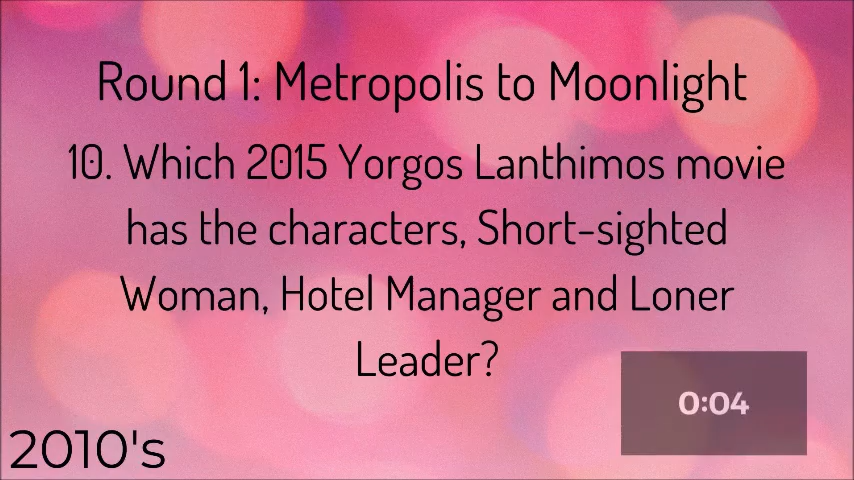 Round 1: Metropolis to Moonlight
10. Which 2015 Yorgos Lanthimos movie
has the characters, Short-sighted
Woman, Hotel Manager and Loner
Leader?
0:04
2010's